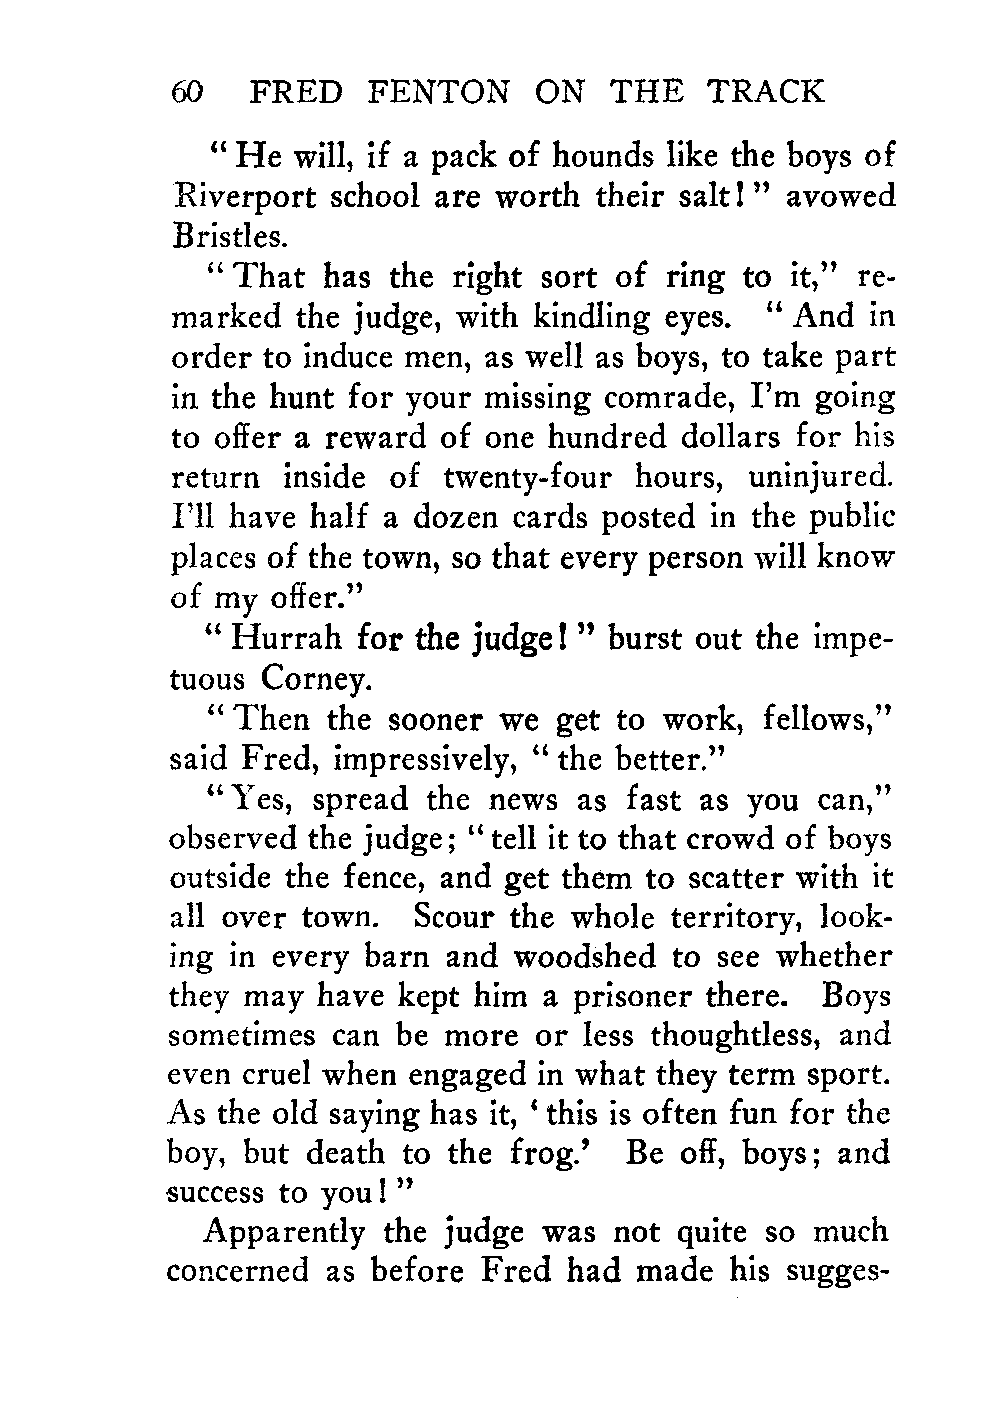 60 FRED FENTON ON THE TRACK
“ He will, if a pack of hounds like the boys of
Riverport school are worth their salt! ” avowed
Bristles.
“ That has the right sort of ring to it,” re-
marked the judge, with kindling eyes. “ And in
order to induce men, as well as boys, to take part
in the hunt for your missing comrade, I’m going
to offer a reward of one hundred dollars for his
return inside of twenty-four hours, uninjured.
I’ll have half a dozen cards posted in the public
places of the town, so that every person will know
of my offer.”
“ Hurrah for the judge! ” burst out the impe-
tuous Corney.
“ Then the sooner we get to work, fellows,”
said Fred, impressively, “ the better.”
“ Yes, spread the news as fast as you can,”
observed the judge; “ tell it to that crowd of boys
outside the fence, and get them to scatter with it
all over town. Scour the whole territory, look-
ing in every barn and woodshed to see whether
they may have kept him a prisoner there. Boys
sometimes can be more or less thoughtless, and
even cruel when engaged in what they term sport.
As the old saying has it, ‘ this is often fun for the
boy, but death to the frog.’ Be off, boys; and
success to you! ”
Apparently the judge was not quite so much
concerned as before Fred had made his sugges-